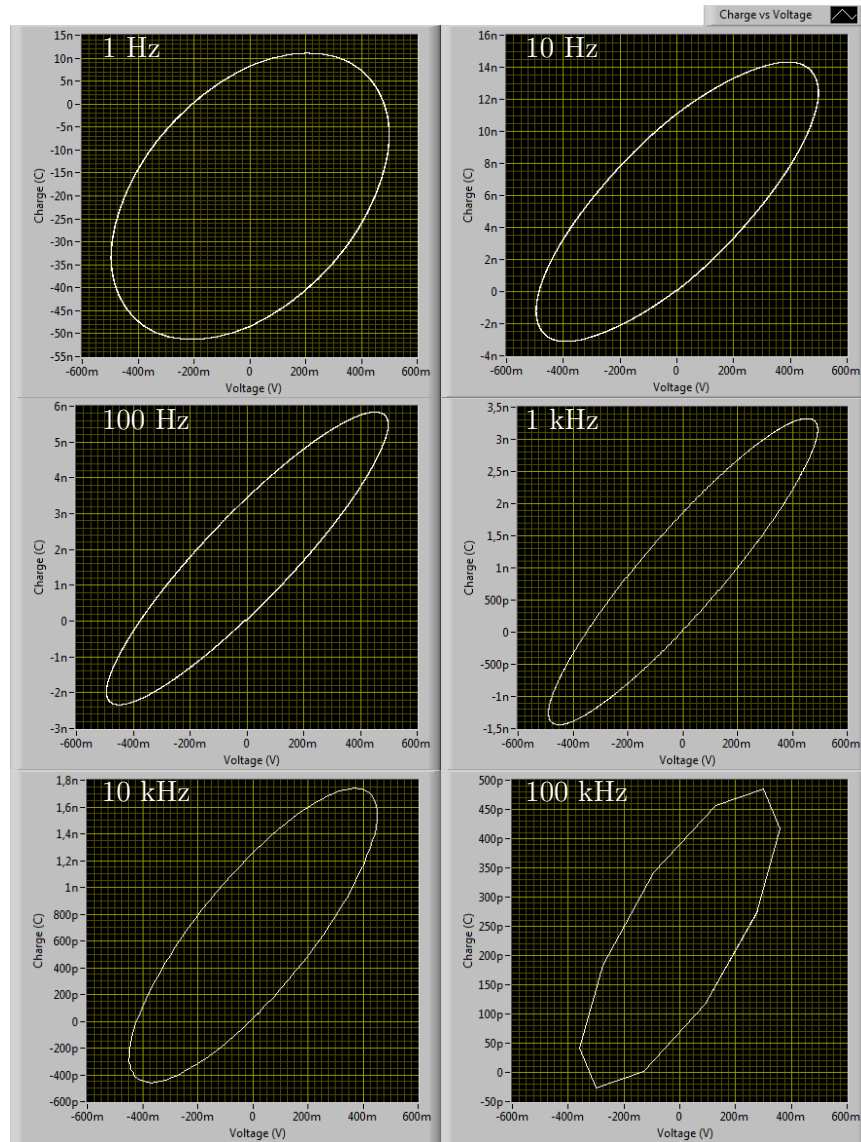 Charge vs Voltage
1 Hz
15n
10n
5n
0
-5n
-10n
-15n
-20n
-25n
-30n
-35n
-40n
-45n
-50n
-55n
Charge (C)
-600m -400m -200m 0 200m 400m 600m
Voltage (V)
10 Hz
16n
14n
12n
10n
8n
6n
4n
2n
0
-2n
-4n
Charge (C)
-600m -400m -200m 0 200m 400m 600m
Voltage (V)
100 Hz
6n
5n
4n
3n
2n
1n
0
-1n
-2n
-3n
Charge (C)
-600m -400m -200m 0 200m 400m 600m
Voltage (V)
1 kHz
3,5n
3n
2,5n
2n
1,5n
1n
500p
0
-500p
-1n
-1,5n
Charge (C)
-600m -400m -200m 0 200m 400m 600m
Voltage (V)
10 kHz
1,8n
1,6n
1,4n
1,2n
1n
800p
600p
400p
200p
0
-200p
-400p
-600p
Charge (C)
-600m -400m -200m 0 200m 400m 600m
Voltage (V)
100 kHz
500p
450p
400p
350p
300p
250p
200p
150p
100p
50p
0
-50p
Charge (C)
-600m -400m -200m 0 200m 400m 600m
Voltage (V)